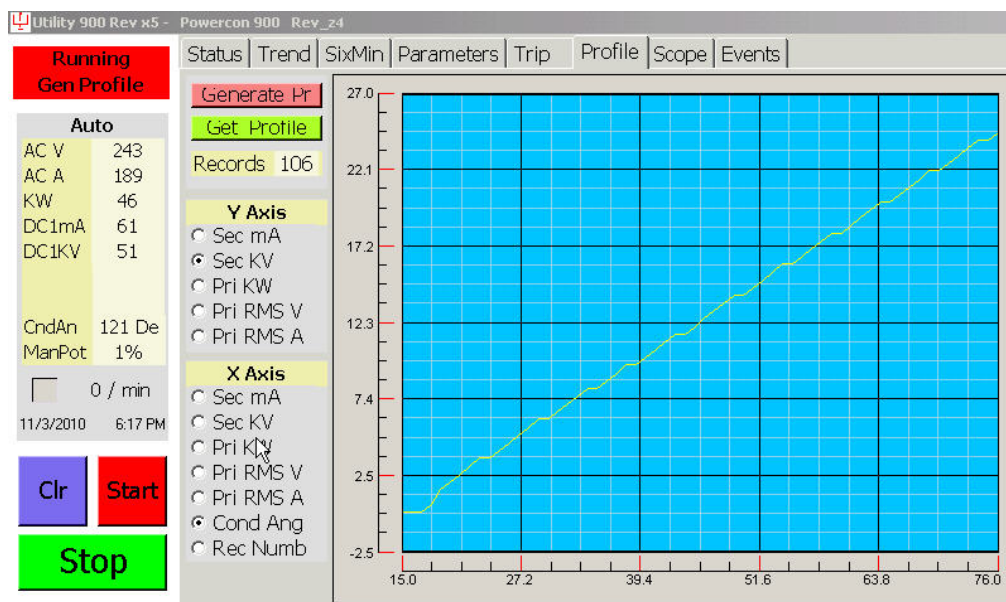 Utility 900 Rev x5 - Powercon 900 Rev_z4
Running
Gen Profile
Auto
AC V 243
AC A 189
KW 46
DC1mA 61
DC1KV 51
CndAn 121 De
ManPot 1%
0 / min
11/3/2010 6:17 PM
Clr
Start
Stop
Status Trend SixMin Parameters Trip Profile Scope Events
Generate Pr
Get Profile
Records 106
Y Axis
Sec mA
Sec KV
Pri KW
Pri RMS V
Pri RMS A
X Axis
Sec mA
Sec KV
Pri KW
Pri RMS V
Pri RMS A
Cond Ang
Rec Numb
27.0
22.1
17.2
12.3
7.4
2.5
-2.5
15.0 27.2 39.4 51.6 63.8 76.0